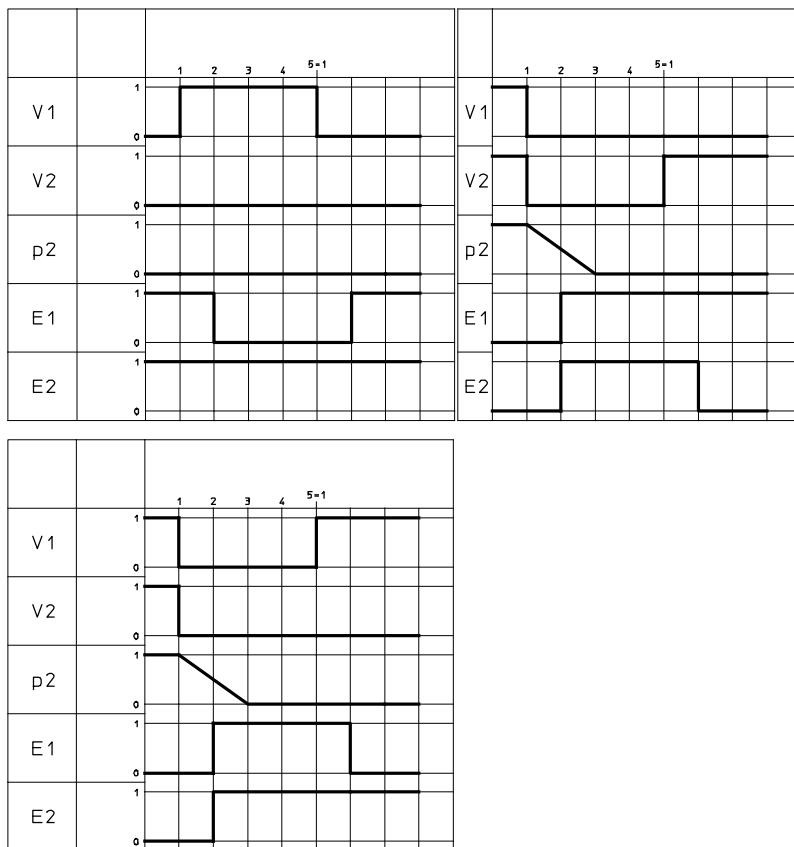 1 2 3 4 5=1
V1 1 0
V2 1 0
p2 1 0
E1 1 0
E2 1 0
1 2 3 4 5=1
V1
V2
p2
E1
E2
1 2 3 4 5=1
V1 1 0
V2 1 0
p2 1 0
E1 1 0
E2 1 0